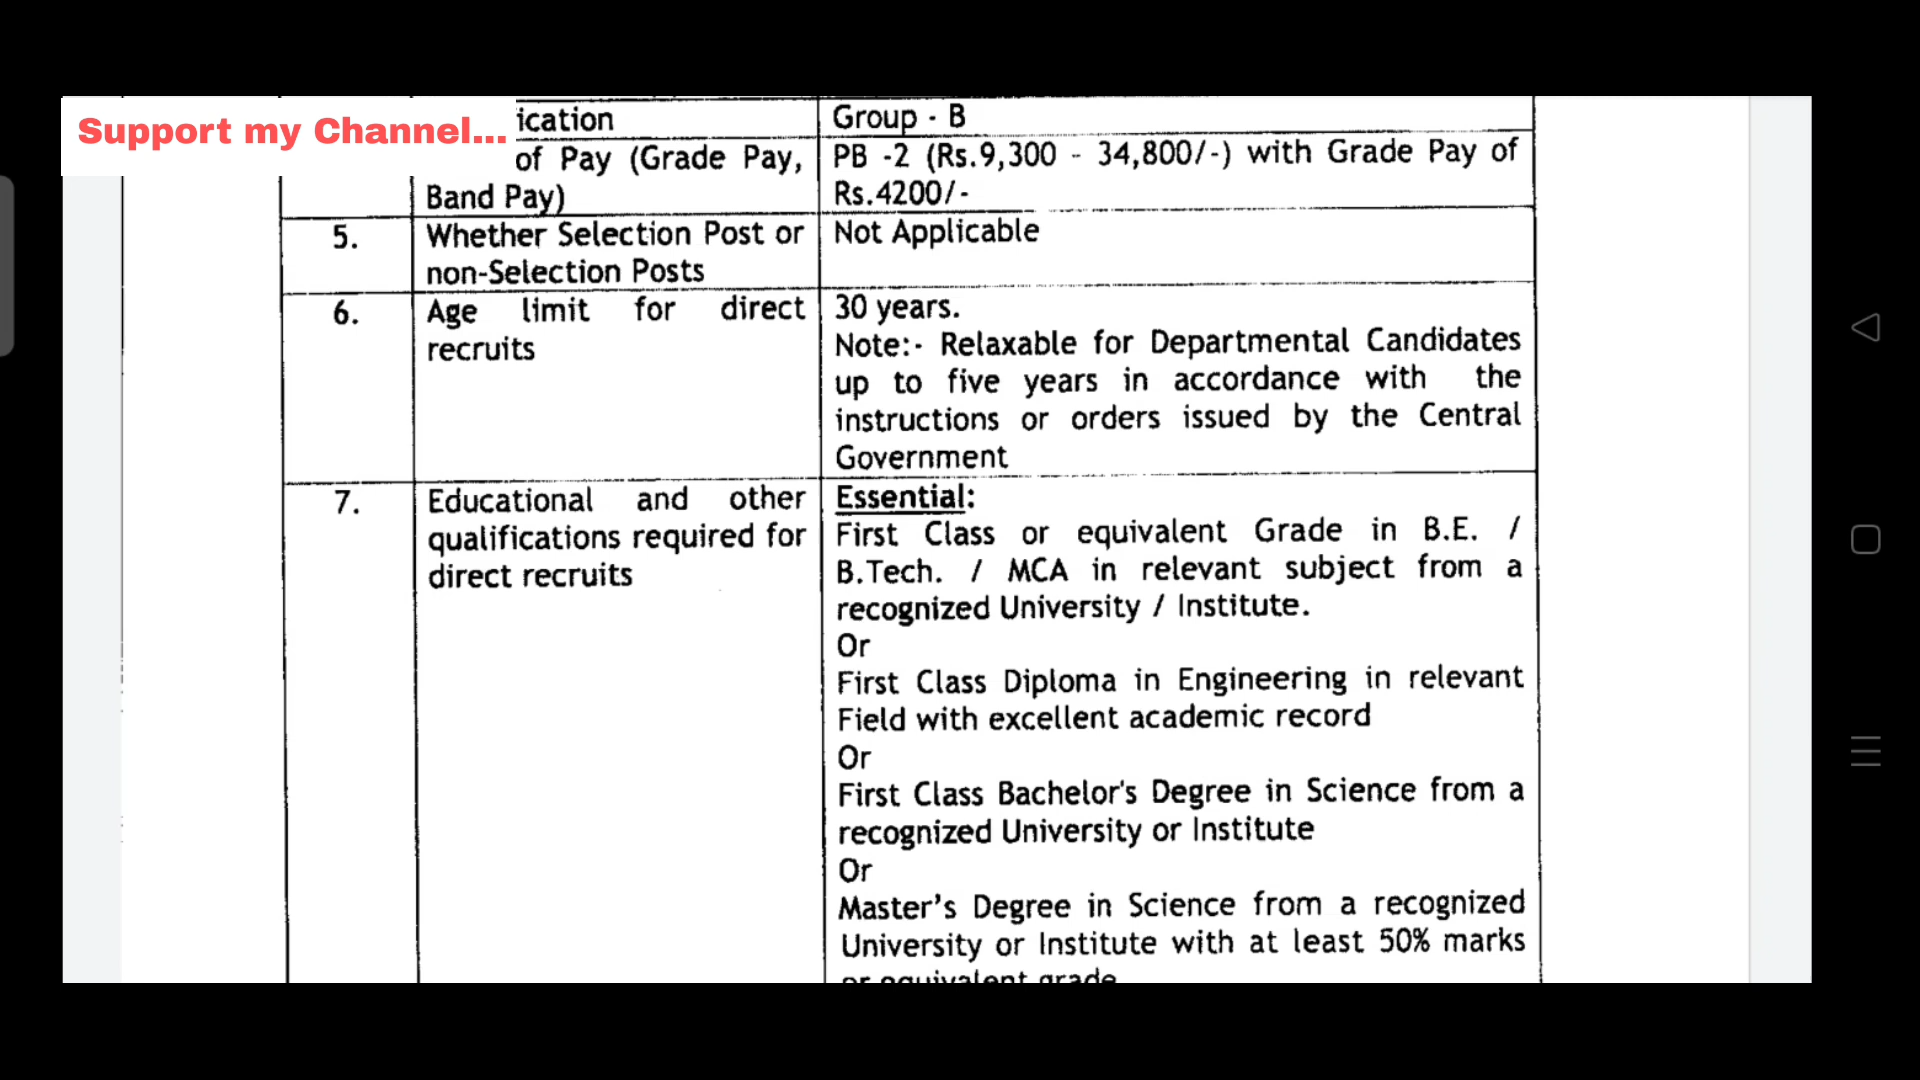 Support my Channel...
ication
Group - B
of Pay (Grade Pay,
Band Pay)
PB -2 (Rs.9,300 - 34,800/-) with Grade Pay of
Rs.4200/-
5.
Whether Selection Post or
non-Selection Posts
Not Applicable
6.
Age limit for direct
recruits
30 years.
Note:- Relaxable for Departmental Candidates
up to five years in accordance with the
instructions or orders issued by the Central
Government
7.
Educational and other
qualifications required for
direct recruits
Essential:
First Class or equivalent Grade in B.E. /
B.Tech. / MCA in relevant subject from a
recognized University / Institute.
Or
First Class Diploma in Engineering in relevant
Field with excellent academic record
Or
First Class Bachelor's Degree in Science from a
recognized University or Institute
Or
Master's Degree in Science from a recognized
University or Institute with at least 50% marks
or equivalent grade